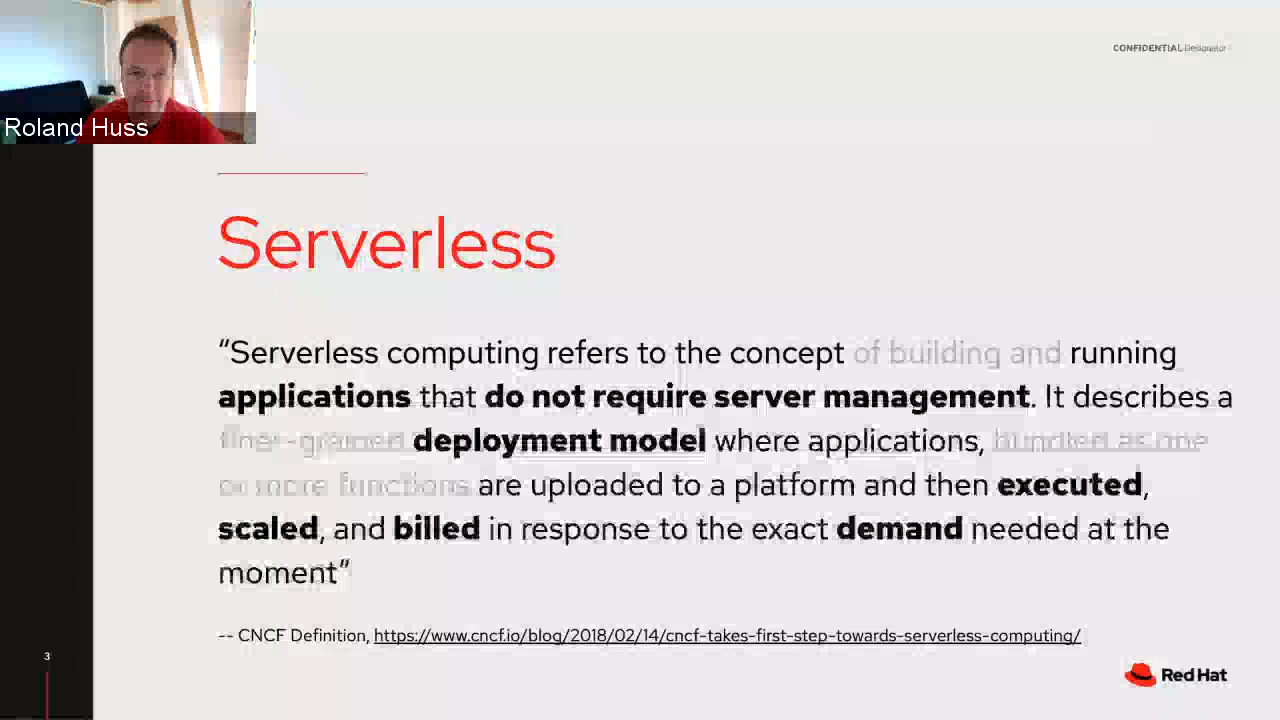 Roland Huss
CONFIDENTIAL Designator
Serverless
“Serverless computing refers to the concept of building and running
applications that do not require server management. It describes a
finer-grained deployment model where applications, bundled as one
or more functions are uploaded to a platform and then executed,
scaled, and billed in response to the exact demand needed at the
moment”
-- CNCF Definition, https://www.cncf.io/blog/2018/02/14/cncf-takes-first-step-towards-serverless-computing/
3
Red Hat